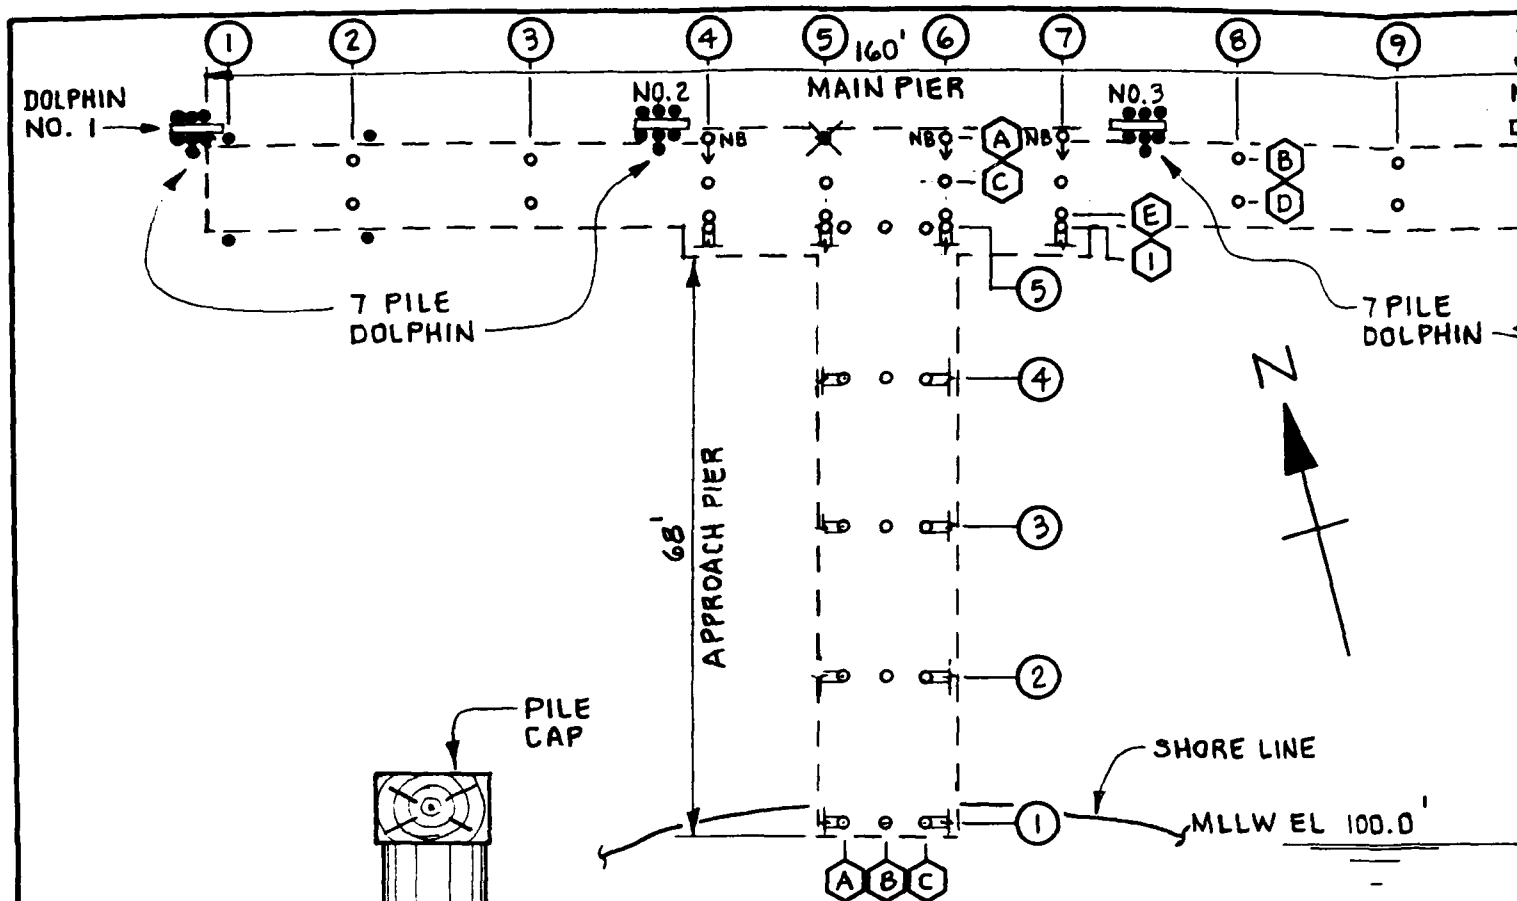 1 2 3 4 5 6 7 8 9
160'
MAIN PIER
DOLPHIN
NO. 1
NO.2
NO.3
NB
NB
NB
A
C
B
D
E
1
5
7 PILE
DOLPHIN
7 PILE
DOLPHIN
N
4
3
2
1
68'
APPROACH PIER
PILE
CAP
SHORE LINE
MLLW EL 100.0'
A B C